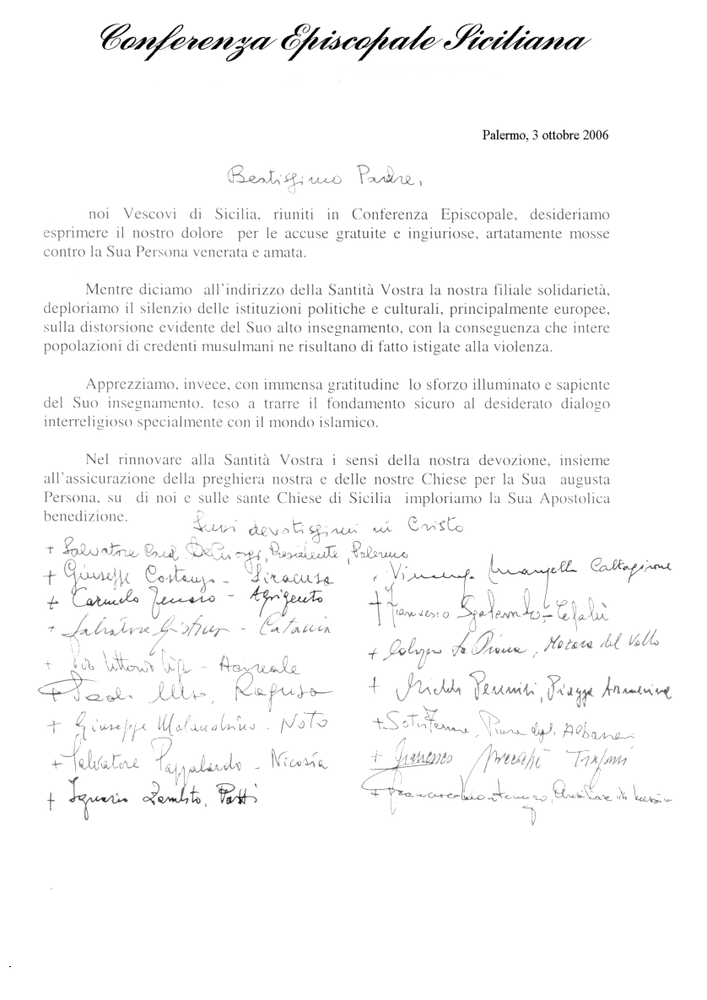 Conferenza Episcopale Siciliana
Palermo, 3 ottobre 2006
Beatissimo Padre,
noi Vescovi di Sicilia, riuniti in Conferenza Episcopale, desideriamo
esprimere il nostro dolore per le accuse gratuite e ingiuriose, artatamente mosse
contro la Sua Persona venerata e amata.
Mentre diciamo all'indirizzo della Santità Vostra la nostra filiale solidarietà,
deploriamo il silenzio delle istituzioni politiche e culturali, principalmente europee,
sulla distorsione evidente del Suo alto insegnamento, con la conseguenza che intere
popolazioni di credenti musulmani ne risultano di fatto istigate alla violenza.
Apprezziamo, invece, con immensa gratitudine lo sforzo illuminato e sapiente
del Suo insegnamento, teso a trarre il fondamento sicuro al desiderato dialogo
interreligioso specialmente con il mondo islamico.
Nel rinnovare alla Santità Vostra i sensi della nostra devozione, insieme
all'assicurazione della preghiera nostra e delle nostre Chiese per la Sua augusta
Persona, su di noi e sulle sante Chiese di Sicilia imploriamo la Sua Apostolica
benedizione.
Suoi devotissimi in Cristo
+ Salvatore Card. De Giorgi, Presidente, Palermo
+ Giuseppe Costanzo - Siracusa
+ Carmelo Ferraro - Agrigento
+ Salvatore Gristina - Catania
+ Pio Vittorio Vigo - Acireale
+ Paolo Urso, Ragusa
+ Giuseppe Malandrino - Noto
+ Salvatore Pappalardo - Nicosia
+ Ignazio Zambito, Patti
+ Vincenzo Manzella Caltagirone
+ Francesco Sgalambro - Cefalù
+ Calogero La Piana, Mazara del Vallo
+ Michele Pennisi, Piazza Armerina
+ Sotìr Ferrara, Piana degli Albanesi
+ Francesco Miccichè Trapani
+ Francesco Montenegro, Ausiliare di Messina